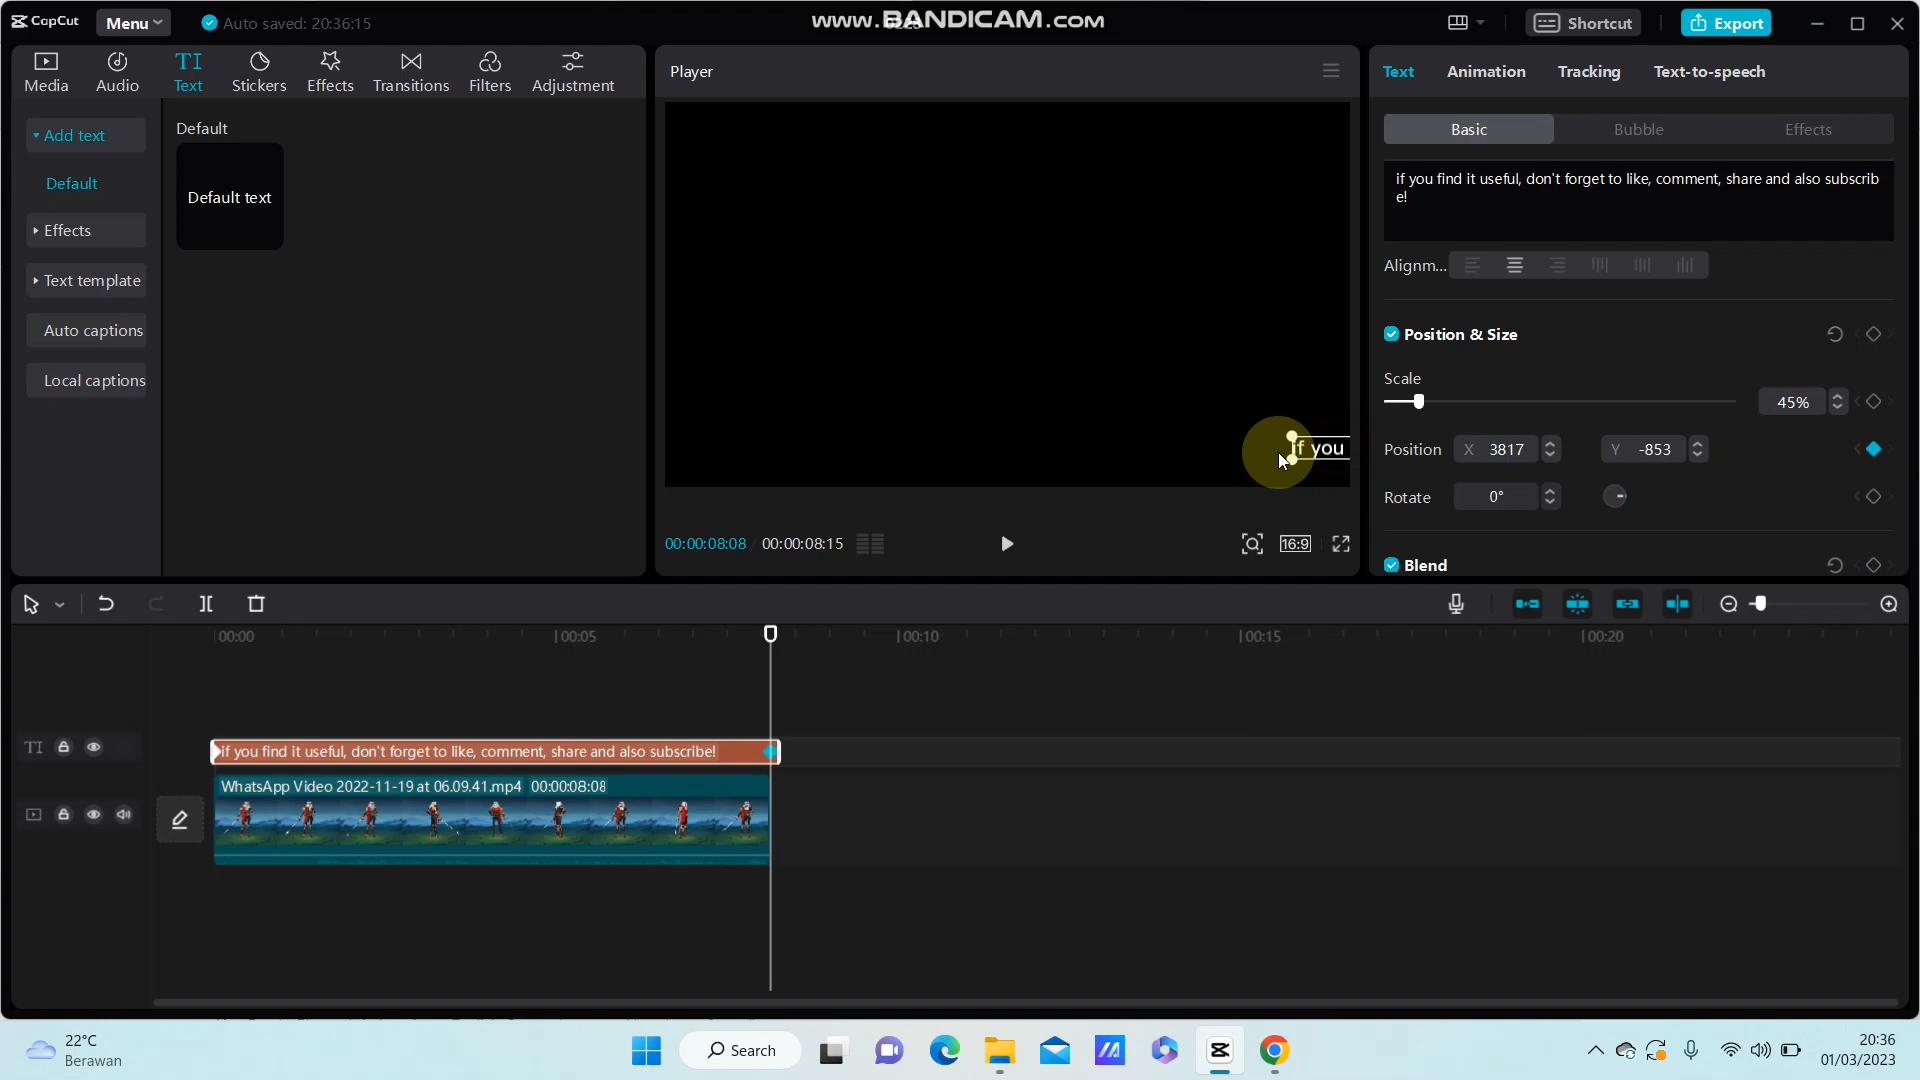 CapCut
Menu
Auto saved: 20:36:15
www.BANDICAM.com
Shortcut
Export
Media
Audio
TI
Text
Stickers
Effects
Transitions
Filters
Adjustment
Player
Text
Animation
Tracking
Text-to-speech
Add text
Default
Effects
Text template
Auto captions
Local captions
Default
Default text
if you
00:00:08:08
00:00:08:15
16:9
Basic
Bubble
Effects
if you find it useful, don't forget to like, comment, share and also subscrib
e!
Alignm...
Position & Size
Scale
45%
Position
X 3817
Y -853
Rotate
0°
Blend
00:00
00:05
00:10
00:15
00:20
TI
if you find it useful, don't forget to like, comment, share and also subscribe!
WhatsApp Video 2022-11-19 at 06.09.41.mp4 00:00:08:08
22°C
Berawan
Search
20:36
01/03/2023